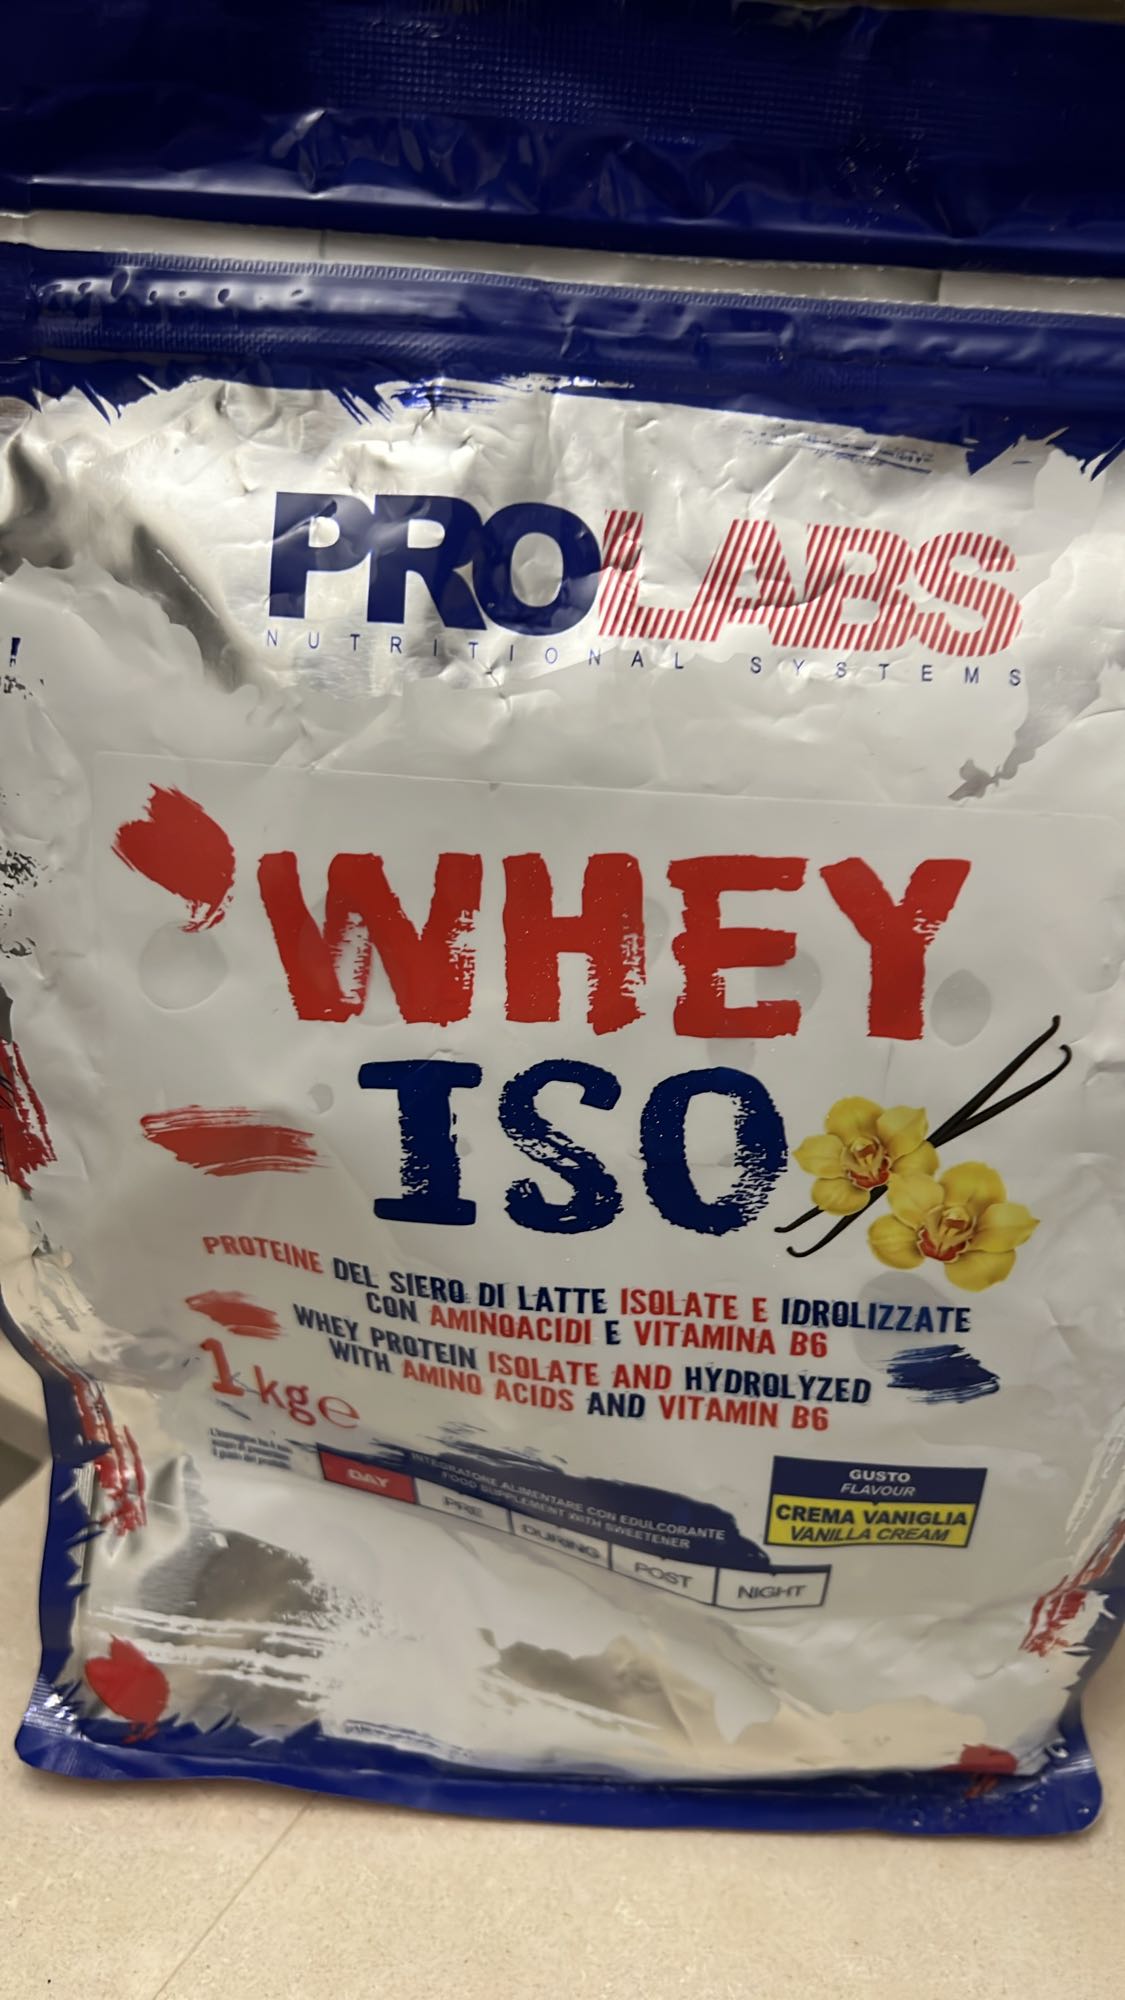 PROLABS
NUTRITIONAL SYSTEMS
WHEY
ISO
PROTEINE DEL SIERO DI LATTE ISOLATE E IDROLIZZATE
CON AMINOACIDI E VITAMINA B6
WHEY PROTEIN ISOLATE AND HYDROLYZED
WITH AMINO ACIDS AND VITAMIN B6
1 kg e
INTEGRATORE ALIMENTARE CON EDULCORANTE
FOOD SUPPLEMENT WITH SWEETENER
DAY
PRE
DURING
POST
NIGHT
GUSTO
FLAVOUR
CREMA VANIGLIA
VANILLA CREAM